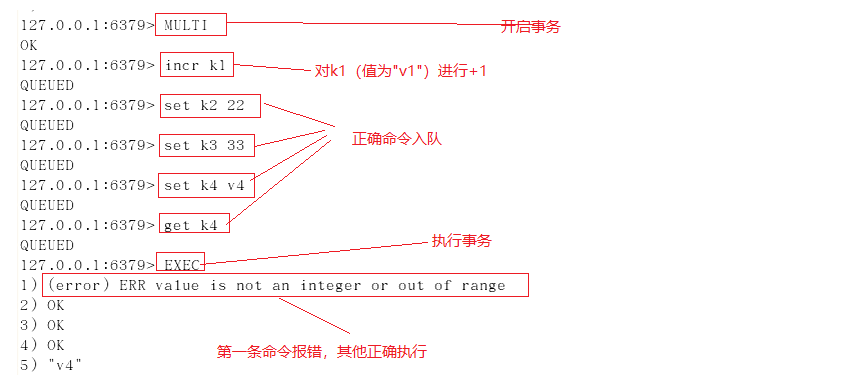 127.0.0.1:6379> MULTI 开启事务
OK
127.0.0.1:6379> incr k1
对k1（值为"v1"）进行+1
QUEUED
127.0.0.1:6379> set k2 22
QUEUED
127.0.0.1:6379> set k3 33
正确命令入队
QUEUED
127.0.0.1:6379> set k4 v4
QUEUED
127.0.0.1:6379> get k4
QUEUED
执行事务
127.0.0.1:6379> EXEC
1) (error) ERR value is not an integer or out of range
2) OK
3) OK
4) OK
第一条命令报错，其他正确执行
5) "v4"